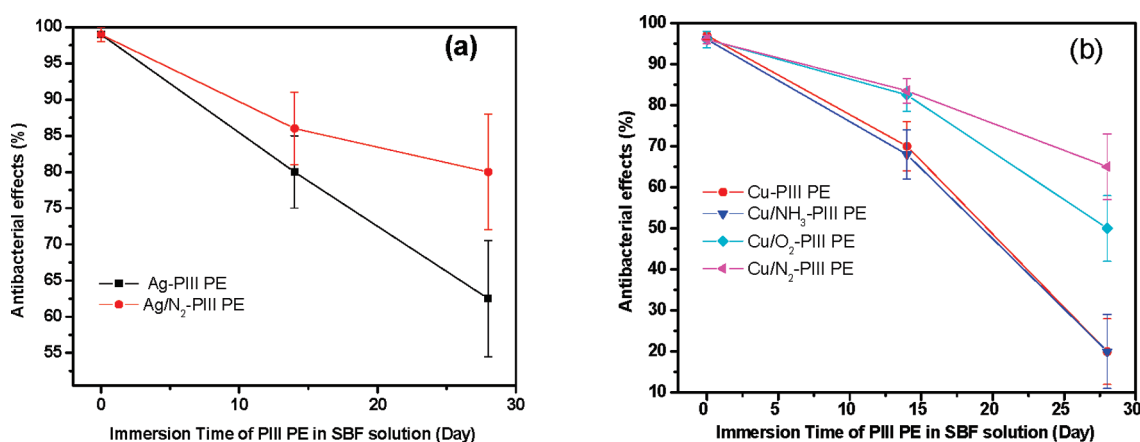 (a)
Antibacterial effects (%)
100
95
90
85
80
75
70
65
60
55
Ag-PIII PE
Ag/N₂-PIII PE
0
10
20
30
Immersion Time of PIII PE in SBF solution (Day)
(b)
Antibacterial effects (%)
100
90
80
70
60
50
40
30
20
10
Cu-PIII PE
Cu/NH₃-PIII PE
Cu/O₂-PIII PE
Cu/N₂-PIII PE
0
5
10
15
20
25
30
Immersion Time of PIII PE in SBF solution (Day)